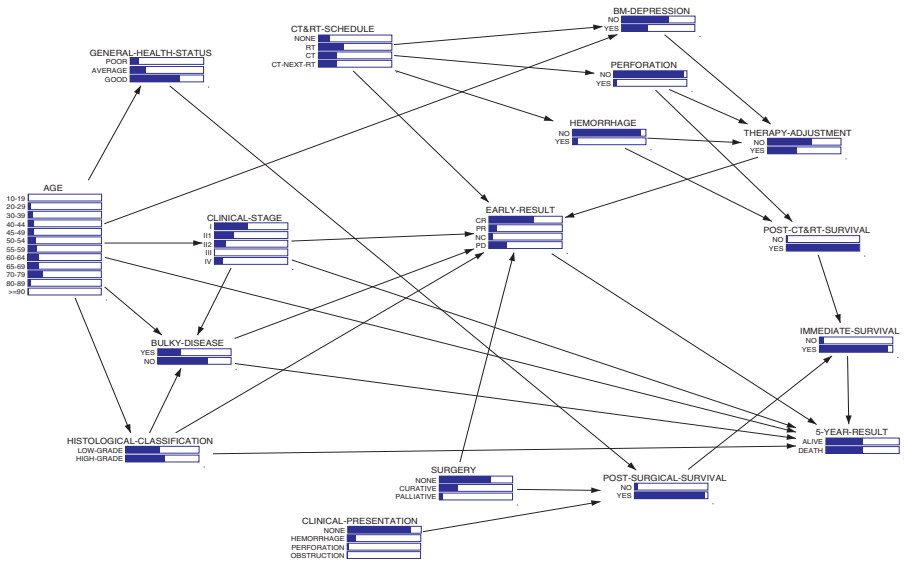 BM-DEPRESSION
NO
YES
CT&RT-SCHEDULE
NONE
RT
CT
CT-NEXT-RT
GENERAL-HEALTH-STATUS
POOR
AVERAGE
GOOD
PERFORATION
NO
YES
HEMORRHAGE
NO
YES
THERAPY-ADJUSTMENT
NO
YES
AGE
10-19
20-29
30-39
40-44
45-49
50-54
55-59
60-64
65-69
70-79
80-89
>=90
CLINICAL-STAGE
I
II1
II2
III
IV
EARLY-RESULT
CR
PR
NC
PD
POST-CT&RT-SURVIVAL
NO
YES
BULKY-DISEASE
YES
NO
IMMEDIATE-SURVIVAL
NO
YES
HISTOLOGICAL-CLASSIFICATION
LOW-GRADE
HIGH-GRADE
5-YEAR-RESULT
ALIVE
DEATH
SURGERY
NONE
CURATIVE
PALLIATIVE
POST-SURGICAL-SURVIVAL
NO
YES
CLINICAL-PRESENTATION
NONE
HEMORRHAGE
PERFORATION
OBSTRUCTION